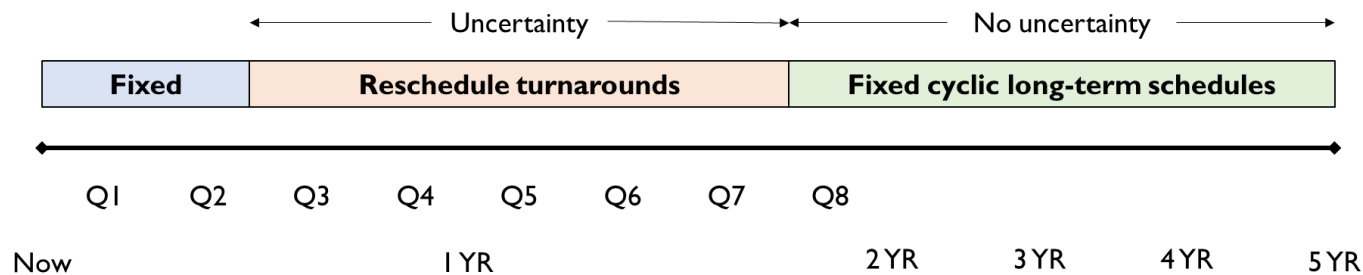 Uncertainty No uncertainty
Fixed Reschedule turnarounds Fixed cyclic long-term schedules
Q1 Q2 Q3 Q4 Q5 Q6 Q7 Q8
Now 1 YR 2 YR 3 YR 4 YR 5 YR